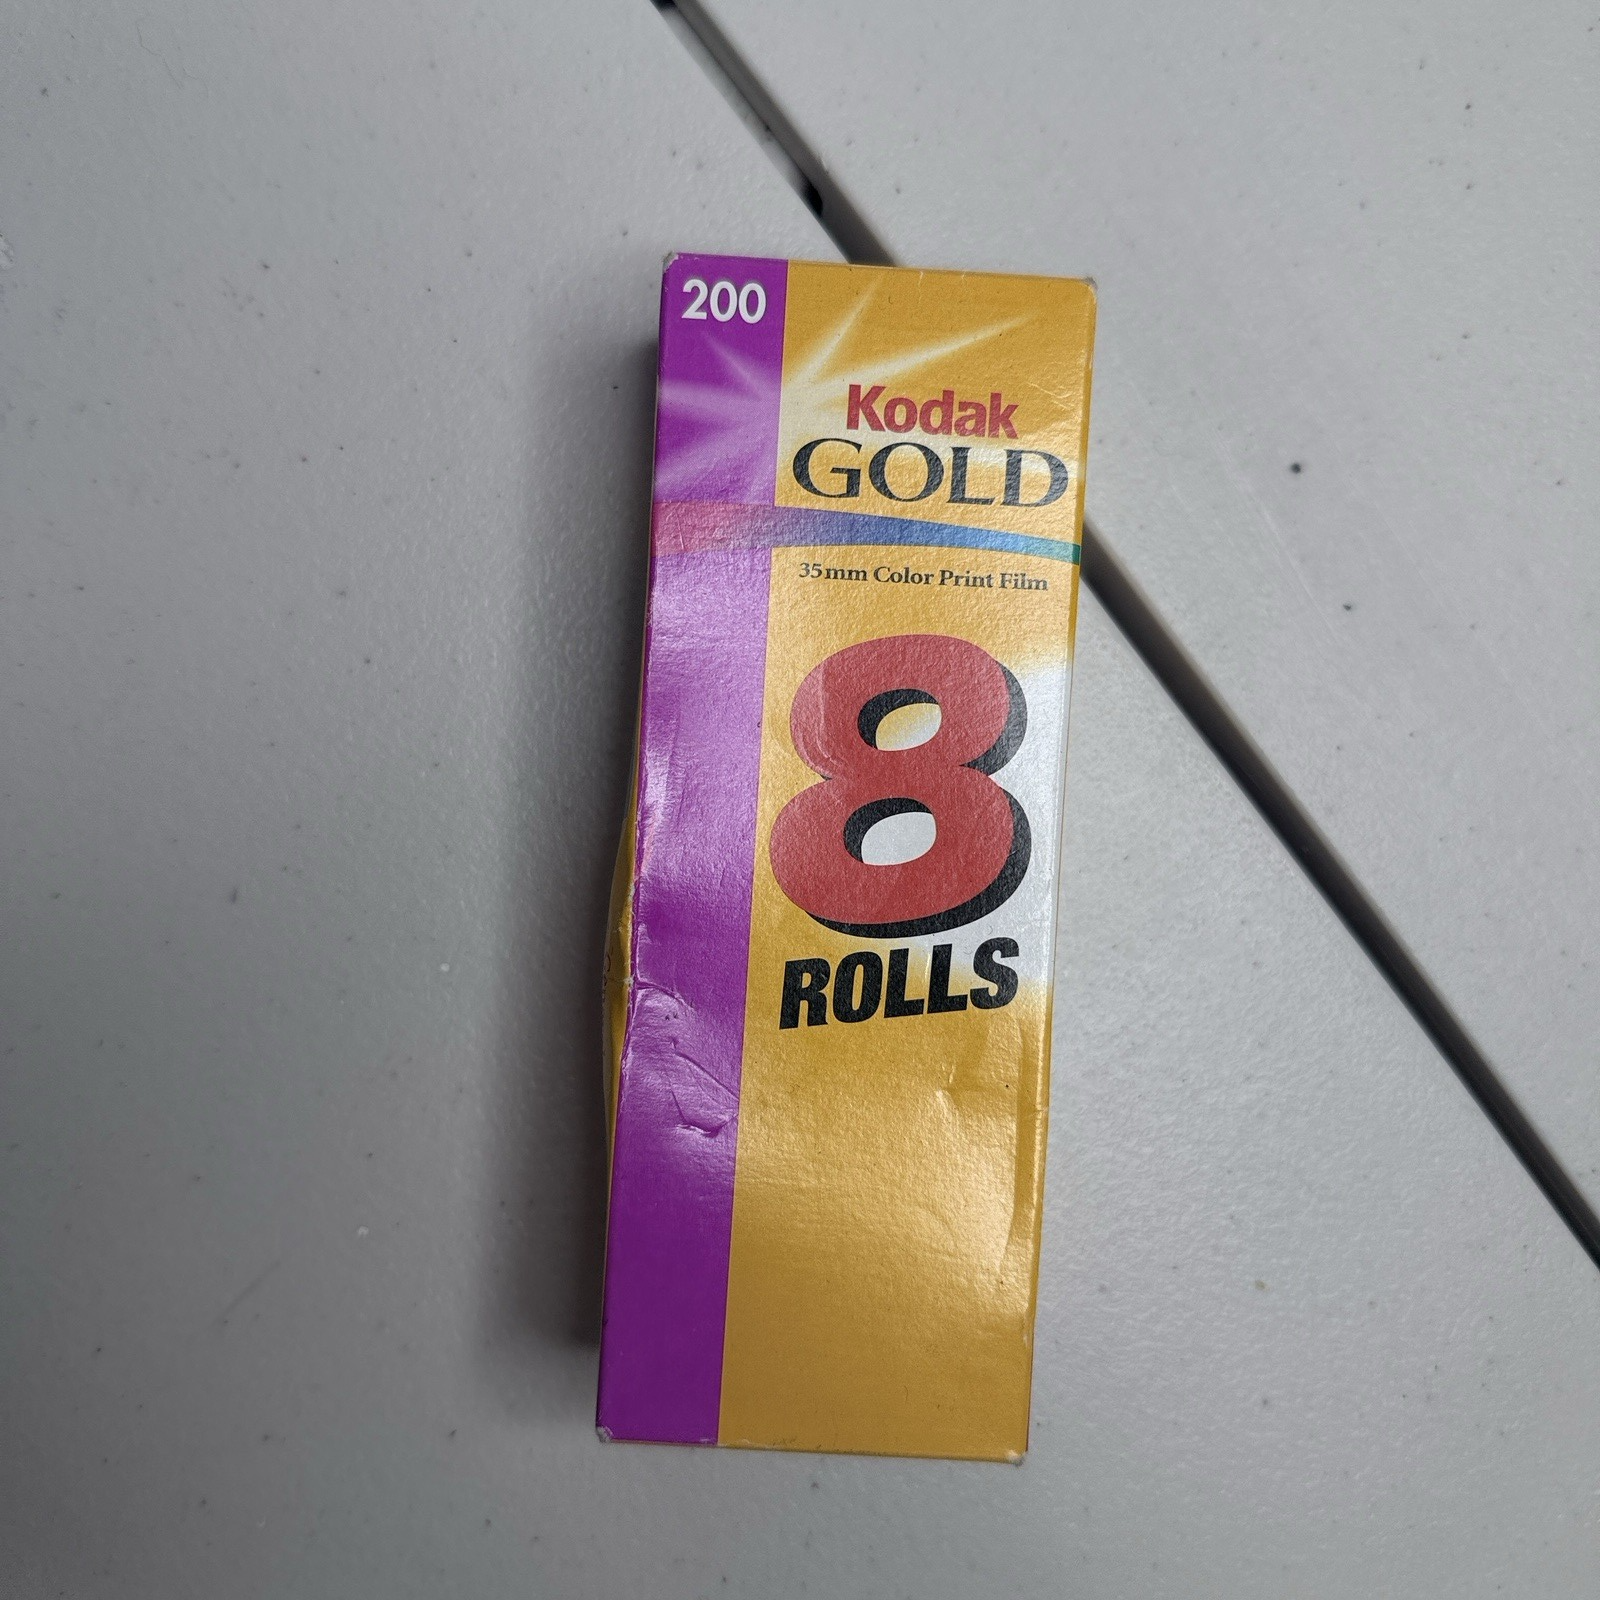 200
Kodak
GOLD
35mm Color Print Film
8
ROLLS